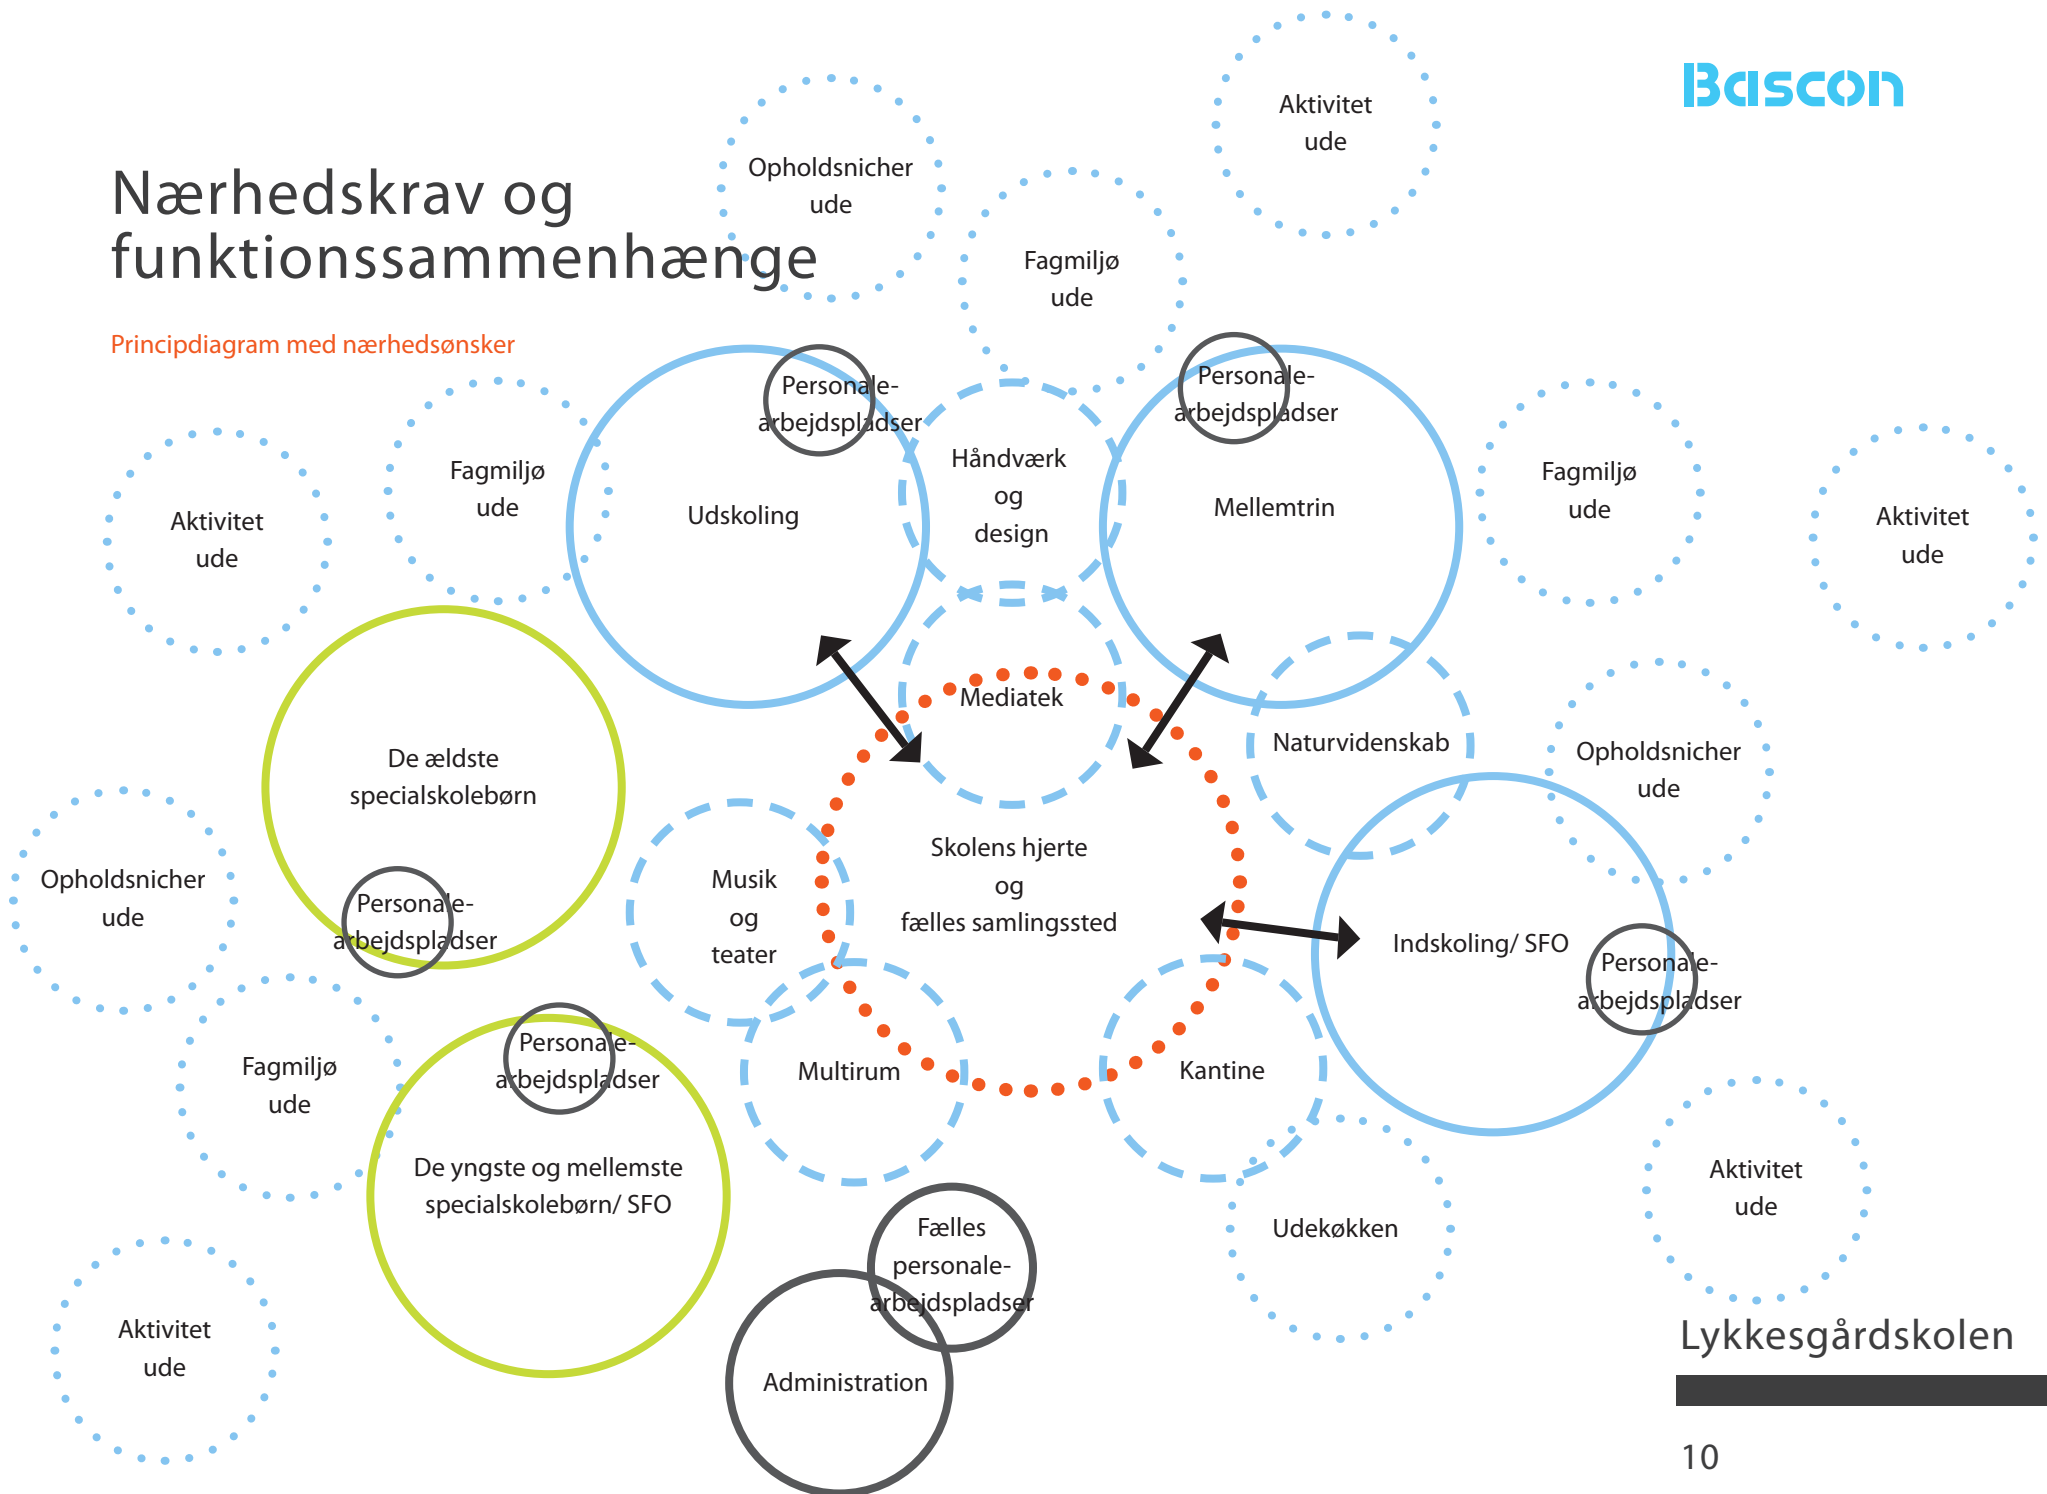 Bascon
Nærhedskrav og
funktionssammenhænge
Principdiagram med nærhedsønsker
Aktivitet
ude
Opholdsnicher
ude
Fagmiljø
ude
Personale-
arbejdspladser
Personale-
arbejdspladser
Fagmiljø
ude
Aktivitet
ude
Udskoling
Håndværk
og
design
Mellemtrin
Fagmiljø
ude
Aktivitet
ude
De ældste
specialskolebørn
Mediatek
Naturvidenskab
Opholdsnicher
ude
Opholdsnicher
ude
Personale-
arbejdspladser
Musik
og
teater
Skolens hjerte
og
fælles samlingssted
Indskoling/ SFO
Personale-
arbejdspladser
Fagmiljø
ude
Personale-
arbejdspladser
Multirum
Kantine
De yngste og mellemste
specialskolebørn/ SFO
Fælles
personale-
arbejdspladser
Udekøkken
Aktivitet
ude
Aktivitet
ude
Administration
Lykkesgårdskolen
10